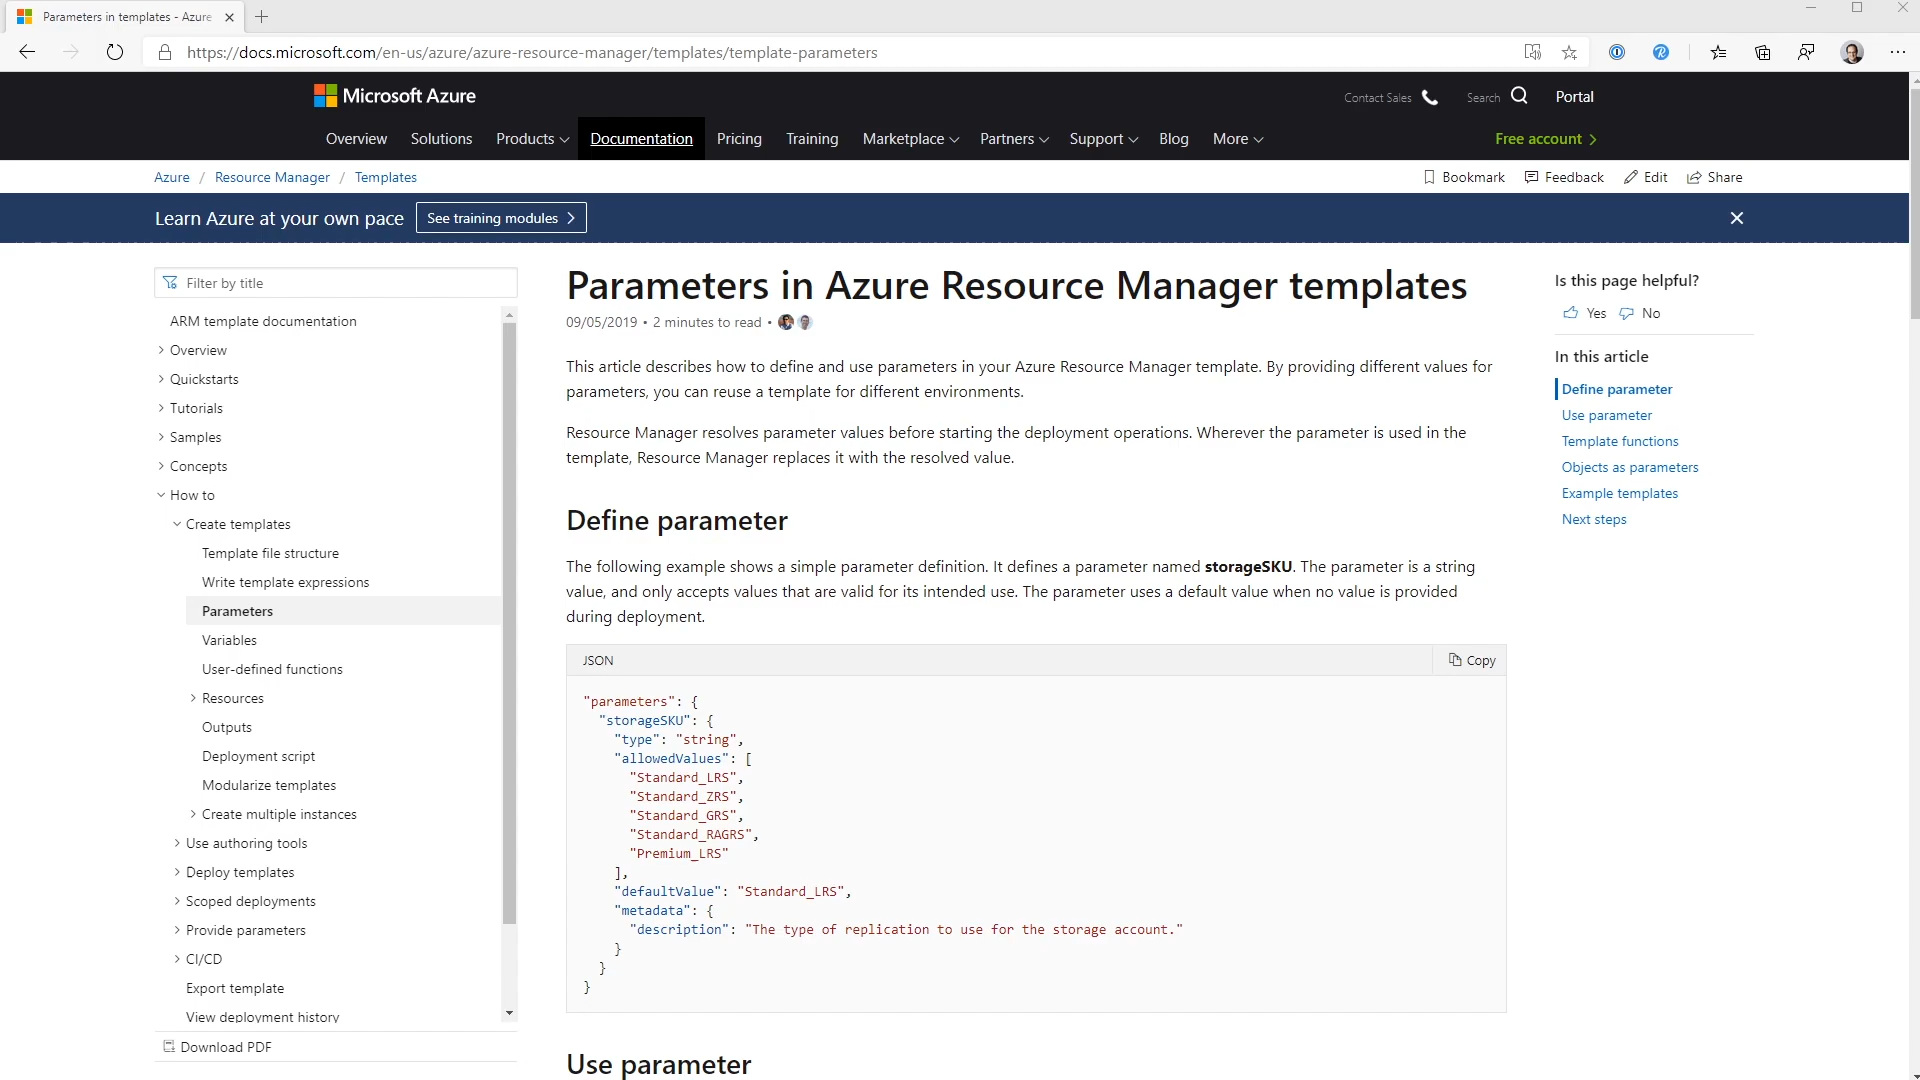 Parameters in templates - Azure
https://docs.microsoft.com/en-us/azure/azure-resource-manager/templates/template-parameters
Microsoft Azure
Contact Sales
Search
Portal
Overview
Solutions
Products
Documentation
Pricing
Training
Marketplace
Partners
Support
Blog
More
Free account
Azure / Resource Manager / Templates
Bookmark
Feedback
Edit
Share
Learn Azure at your own pace
See training modules
Filter by title
ARM template documentation
Overview
Quickstarts
Tutorials
Samples
Concepts
How to
Create templates
Template file structure
Write template expressions
Parameters
Variables
User-defined functions
Resources
Outputs
Deployment script
Modularize templates
Create multiple instances
Use authoring tools
Deploy templates
Scoped deployments
Provide parameters
CI/CD
Export template
View deployment history
Download PDF
Parameters in Azure Resource Manager templates
09/05/2019 • 2 minutes to read •
This article describes how to define and use parameters in your Azure Resource Manager template. By providing different values for
parameters, you can reuse a template for different environments.
Resource Manager resolves parameter values before starting the deployment operations. Wherever the parameter is used in the
template, Resource Manager replaces it with the resolved value.
Define parameter
The following example shows a simple parameter definition. It defines a parameter named storageSKU. The parameter is a string
value, and only accepts values that are valid for its intended use. The parameter uses a default value when no value is provided
during deployment.
JSON
Copy
"parameters": {
"storageSKU": {
"type": "string",
"allowedValues": [
"Standard_LRS",
"Standard_ZRS",
"Standard_GRS",
"Standard_RAGRS",
"Premium_LRS"
],
"defaultValue": "Standard_LRS",
"metadata": {
"description": "The type of replication to use for the storage account."
}
}
}
Use parameter
Is this page helpful?
Yes
No
In this article
Define parameter
Use parameter
Template functions
Objects as parameters
Example templates
Next steps